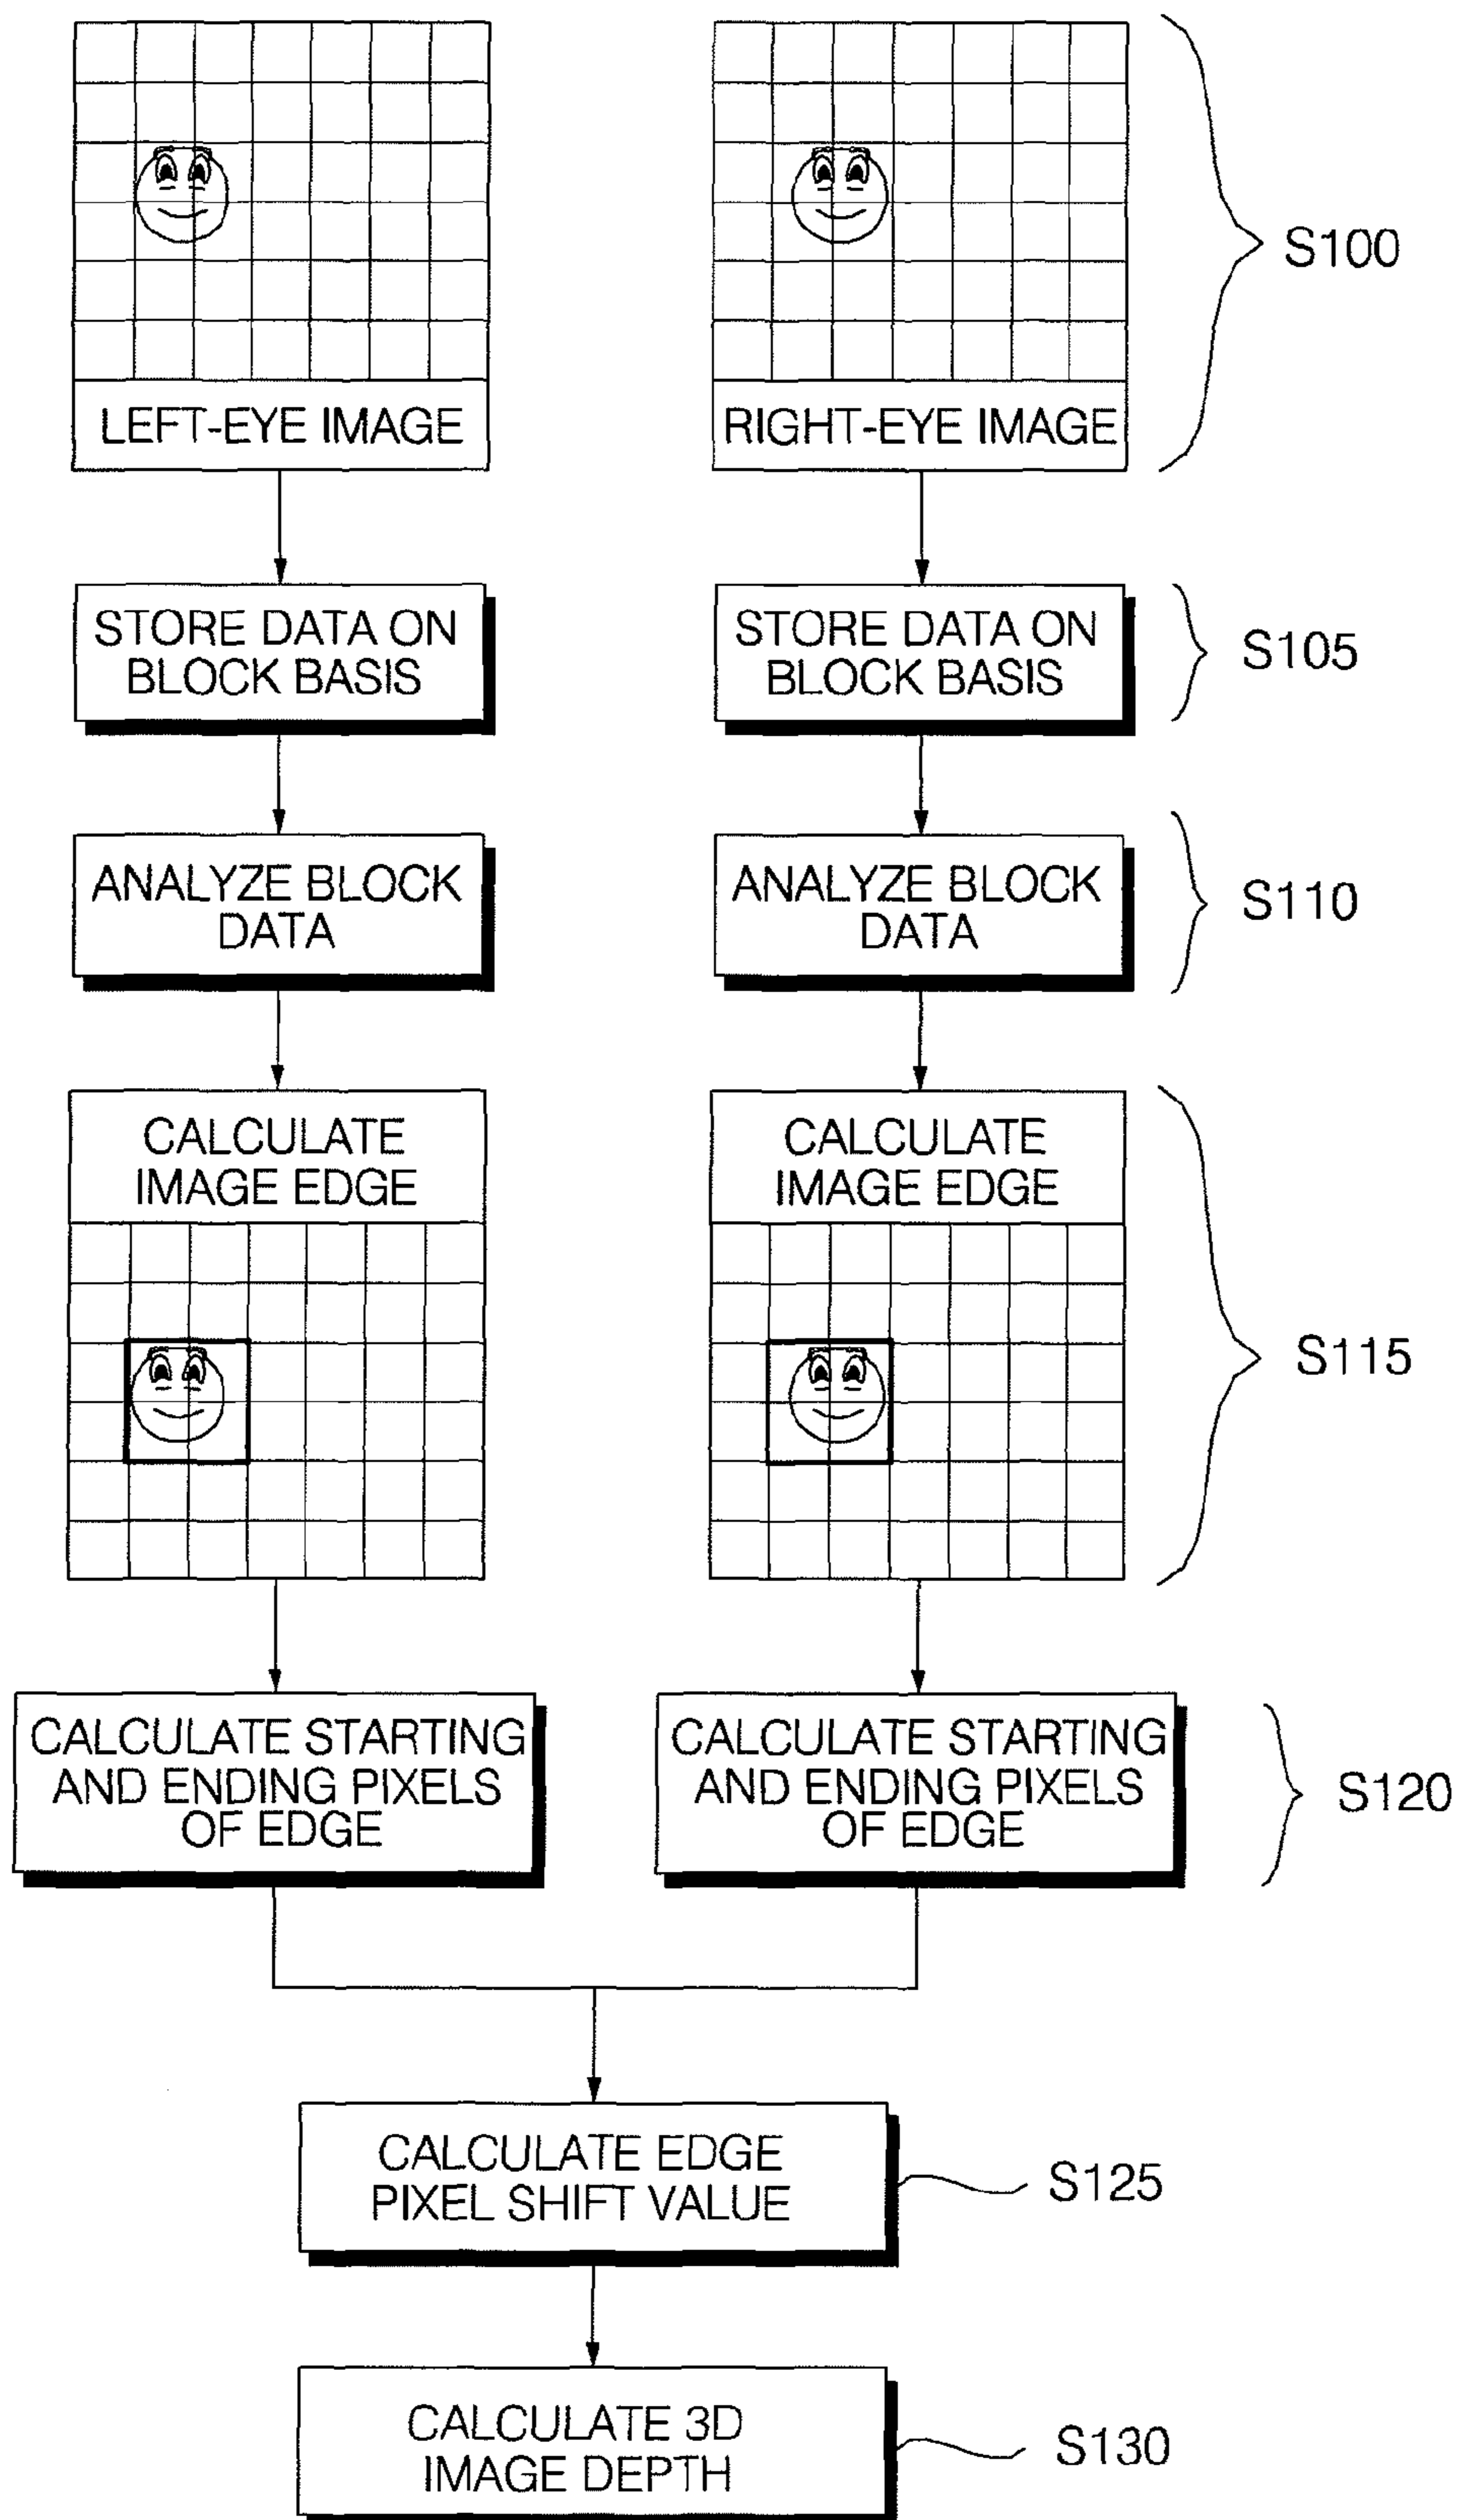 LEFT-EYE IMAGE
RIGHT-EYE IMAGE
S100
STORE DATA ON
BLOCK BASIS
STORE DATA ON
BLOCK BASIS
S105
ANALYZE BLOCK
DATA
ANALYZE BLOCK
DATA
S110
CALCULATE
IMAGE EDGE
CALCULATE
IMAGE EDGE
S115
CALCULATE STARTING
AND ENDING PIXELS
OF EDGE
CALCULATE STARTING
AND ENDING PIXELS
OF EDGE
S120
CALCULATE EDGE
PIXEL SHIFT VALUE
S125
CALCULATE 3D
IMAGE DEPTH
S130